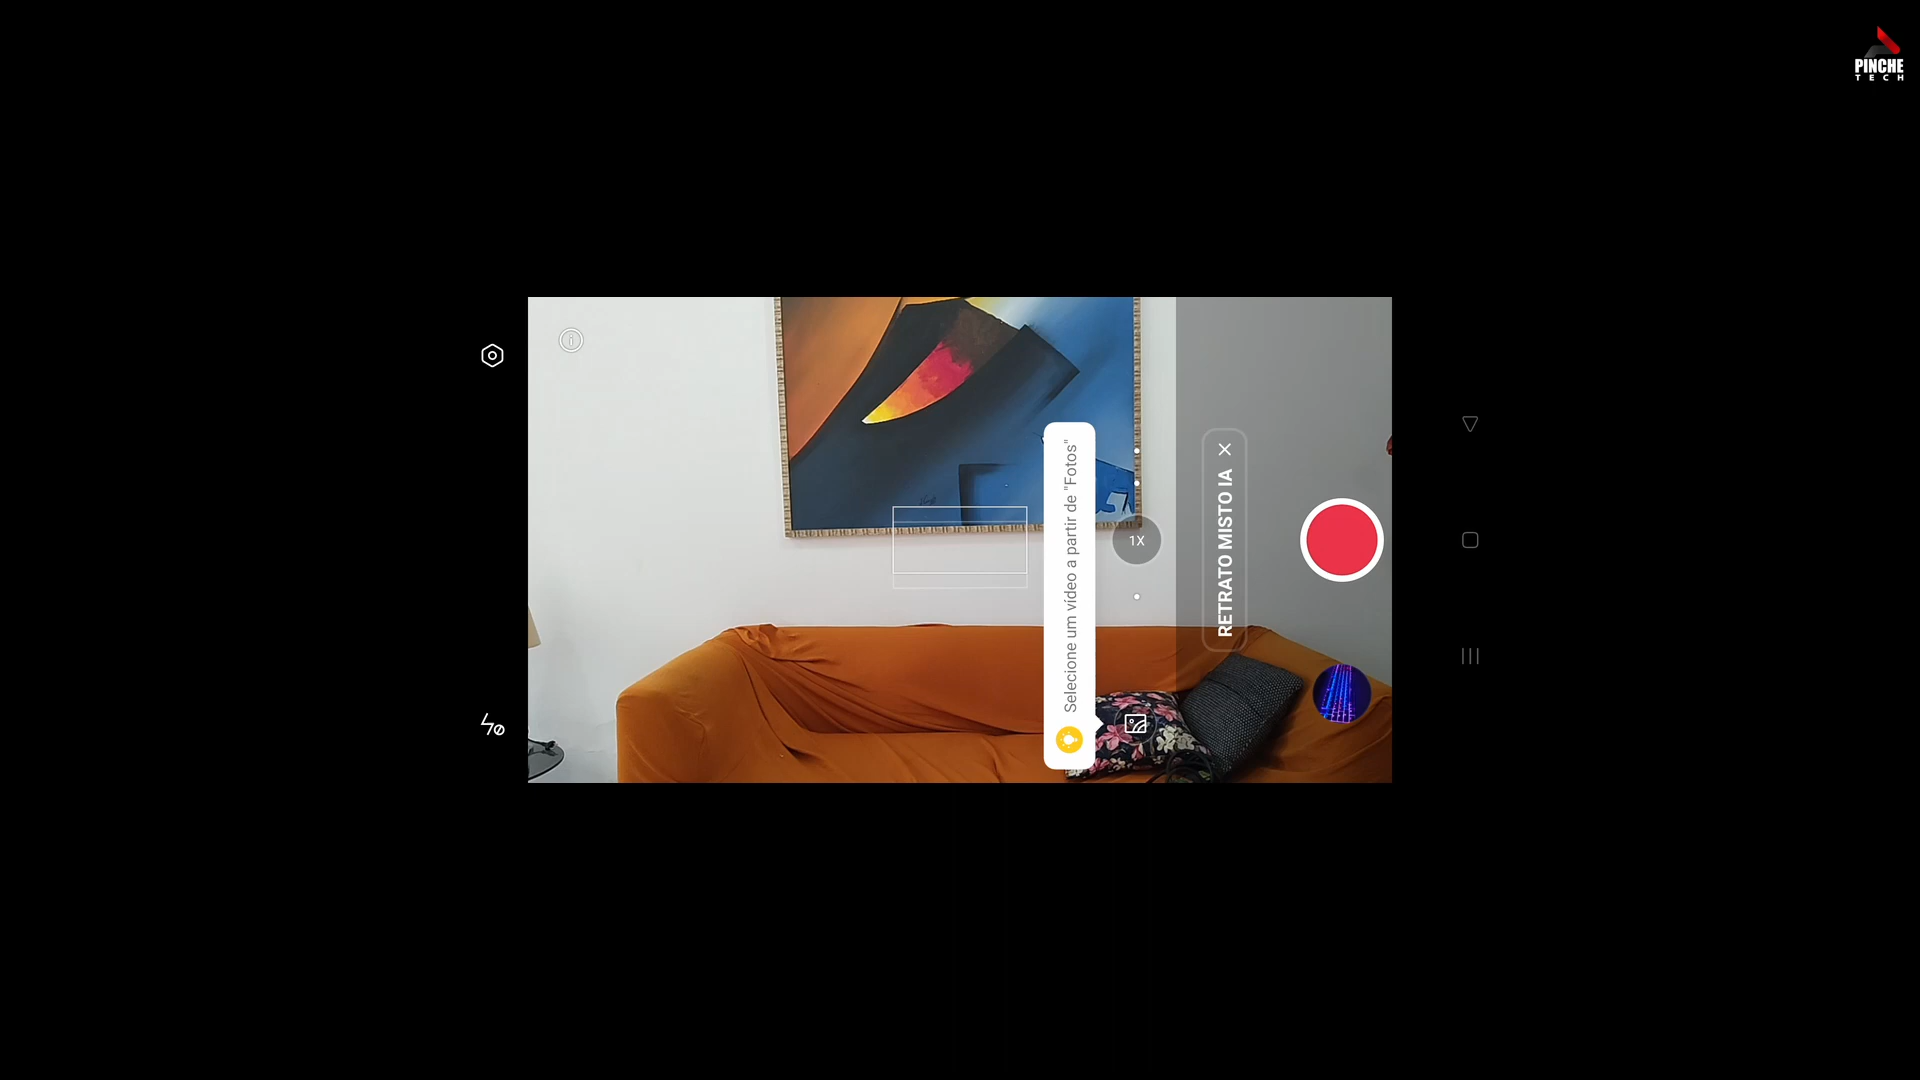 PINCHE
TECH
Selecione um vídeo a partir de "Fotos"
1X
RETRATO MISTO IA